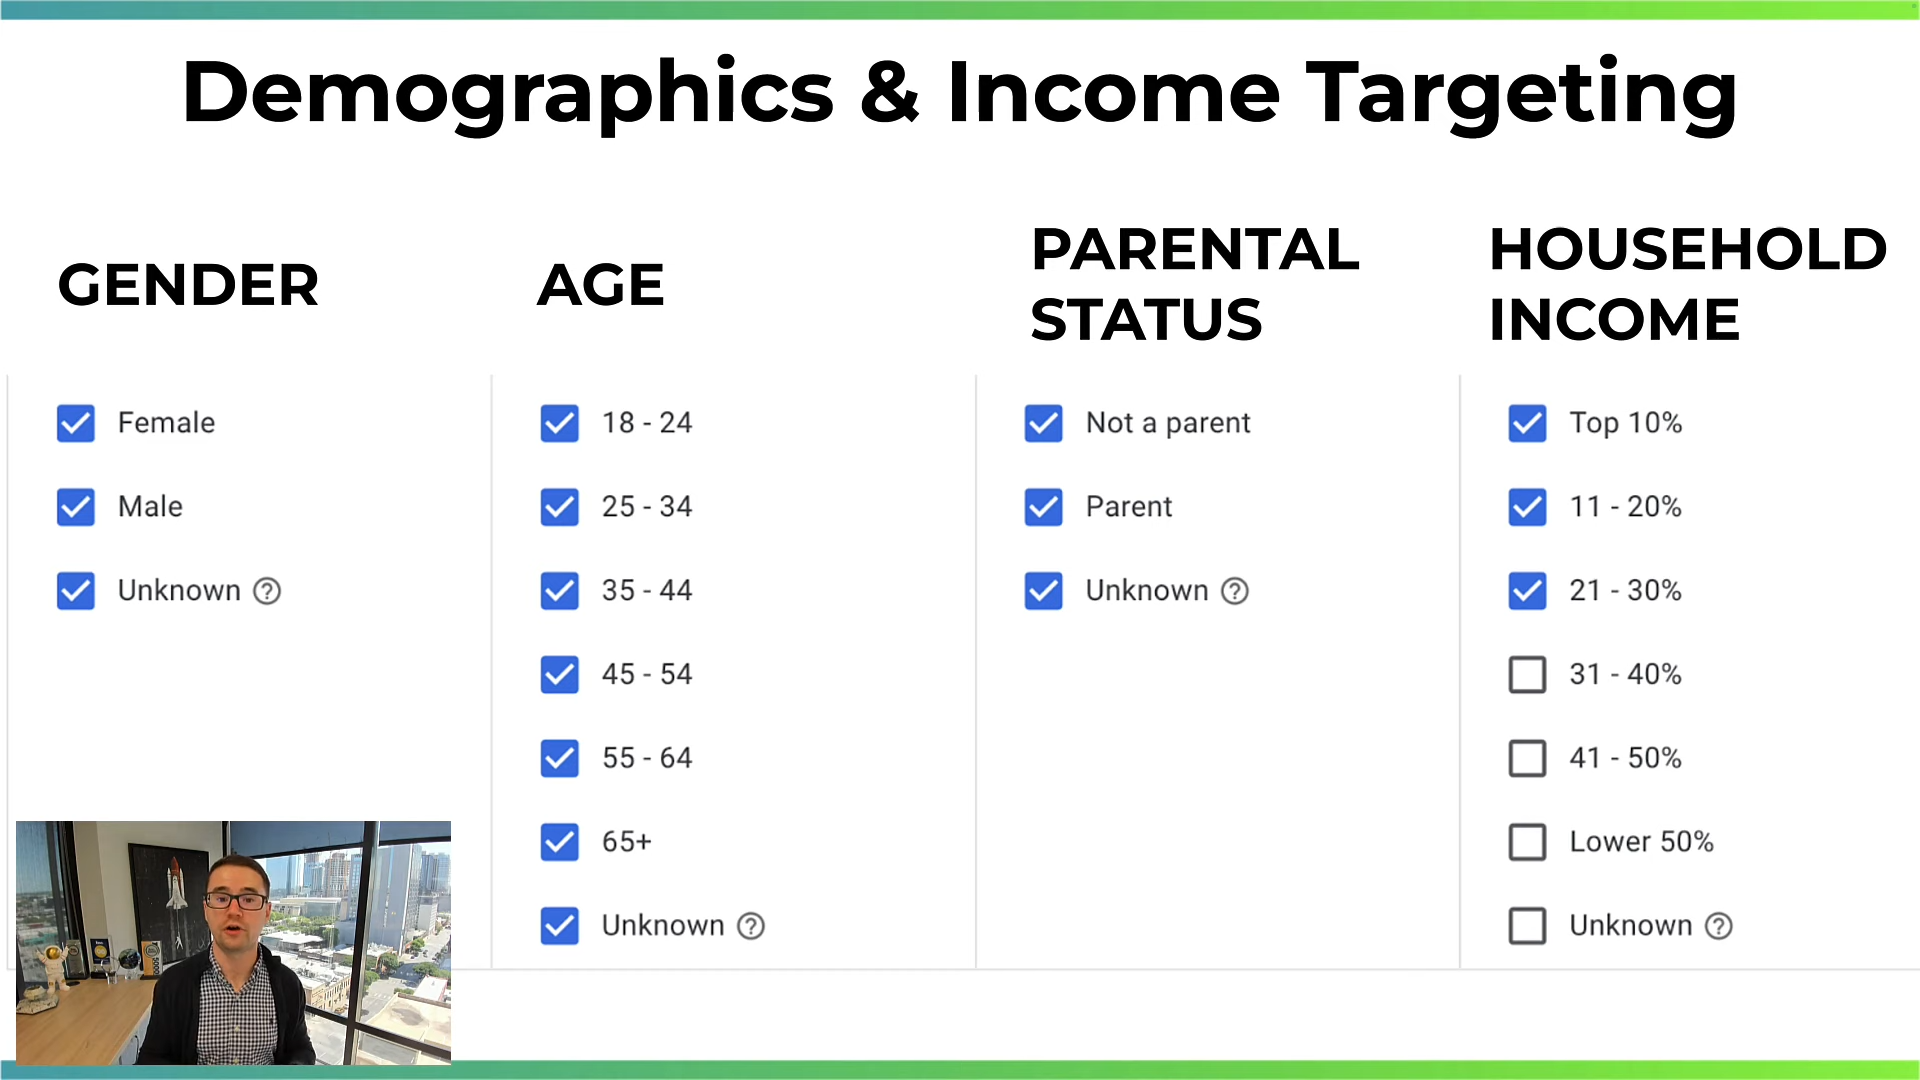 Demographics & Income Targeting
GENDER
Female
Male
Unknown
AGE
18 - 24
25 - 34
35 - 44
45 - 54
55 - 64
65+
Unknown
PARENTAL
STATUS
Not a parent
Parent
Unknown
HOUSEHOLD
INCOME
Top 10%
11 - 20%
21 - 30%
31 - 40%
41 - 50%
Lower 50%
Unknown